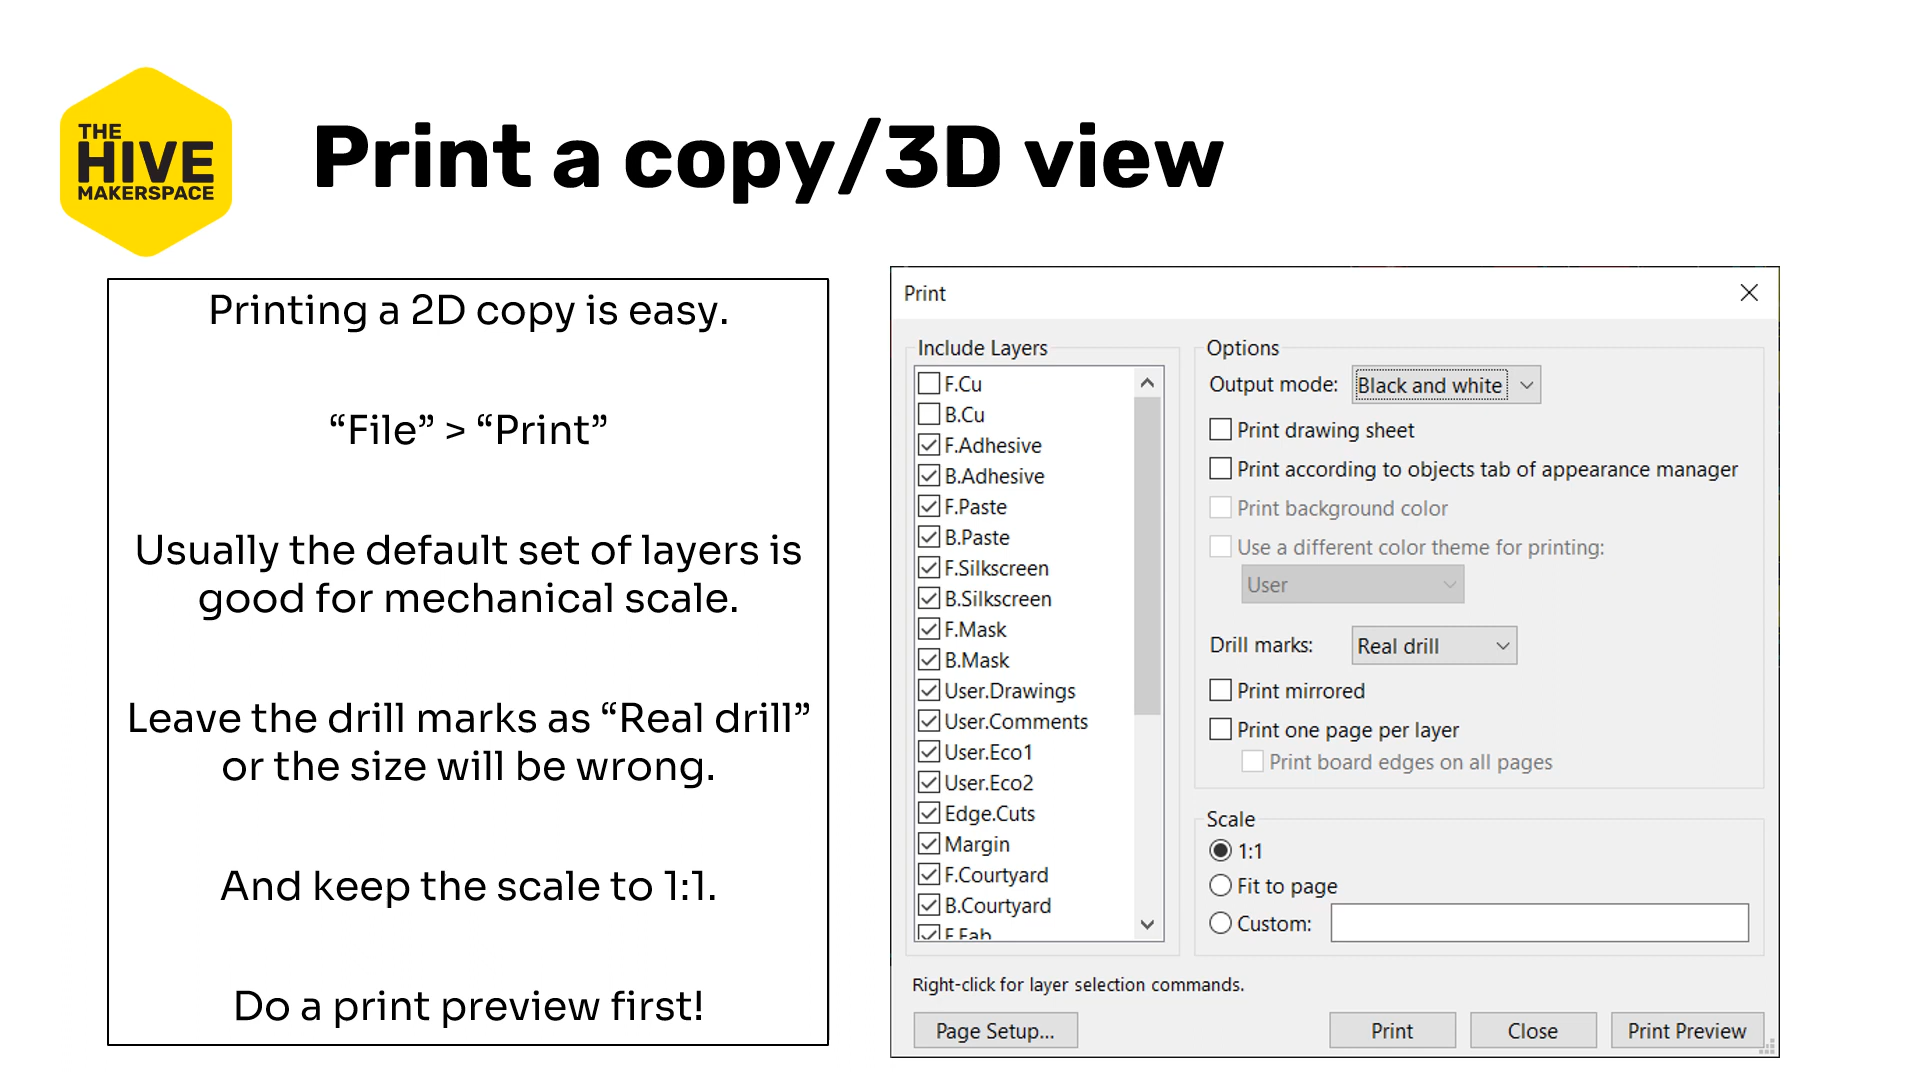 THE
HIVE
MAKERSPACE
Print a copy/3D view
Printing a 2D copy is easy.
“File” > “Print”
Usually the default set of layers is
good for mechanical scale.
Leave the drill marks as “Real drill”
or the size will be wrong.
And keep the scale to 1:1.
Do a print preview first!
Print
Include Layers
F.Cu
B.Cu
F.Adhesive
B.Adhesive
F.Paste
B.Paste
F.Silkscreen
B.Silkscreen
F.Mask
B.Mask
User.Drawings
User.Comments
User.Eco1
User.Eco2
Edge.Cuts
Margin
F.Courtyard
B.Courtyard
F.Fab
Options
Output mode: Black and white
Print drawing sheet
Print according to objects tab of appearance manager
Print background color
Use a different color theme for printing:
User
Drill marks: Real drill
Print mirrored
Print one page per layer
Print board edges on all pages
Scale
1:1
Fit to page
Custom:
Right-click for layer selection commands.
Page Setup... Print Close Print Preview